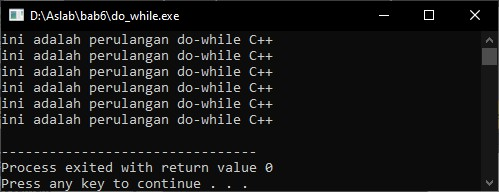 D:\Aslab\bab6\do_while.exe
ini adalah perulangan do-while C++
ini adalah perulangan do-while C++
ini adalah perulangan do-while C++
ini adalah perulangan do-while C++
ini adalah perulangan do-while C++
ini adalah perulangan do-while C++
--------------------------------
Process exited with return value 0
Press any key to continue . . .